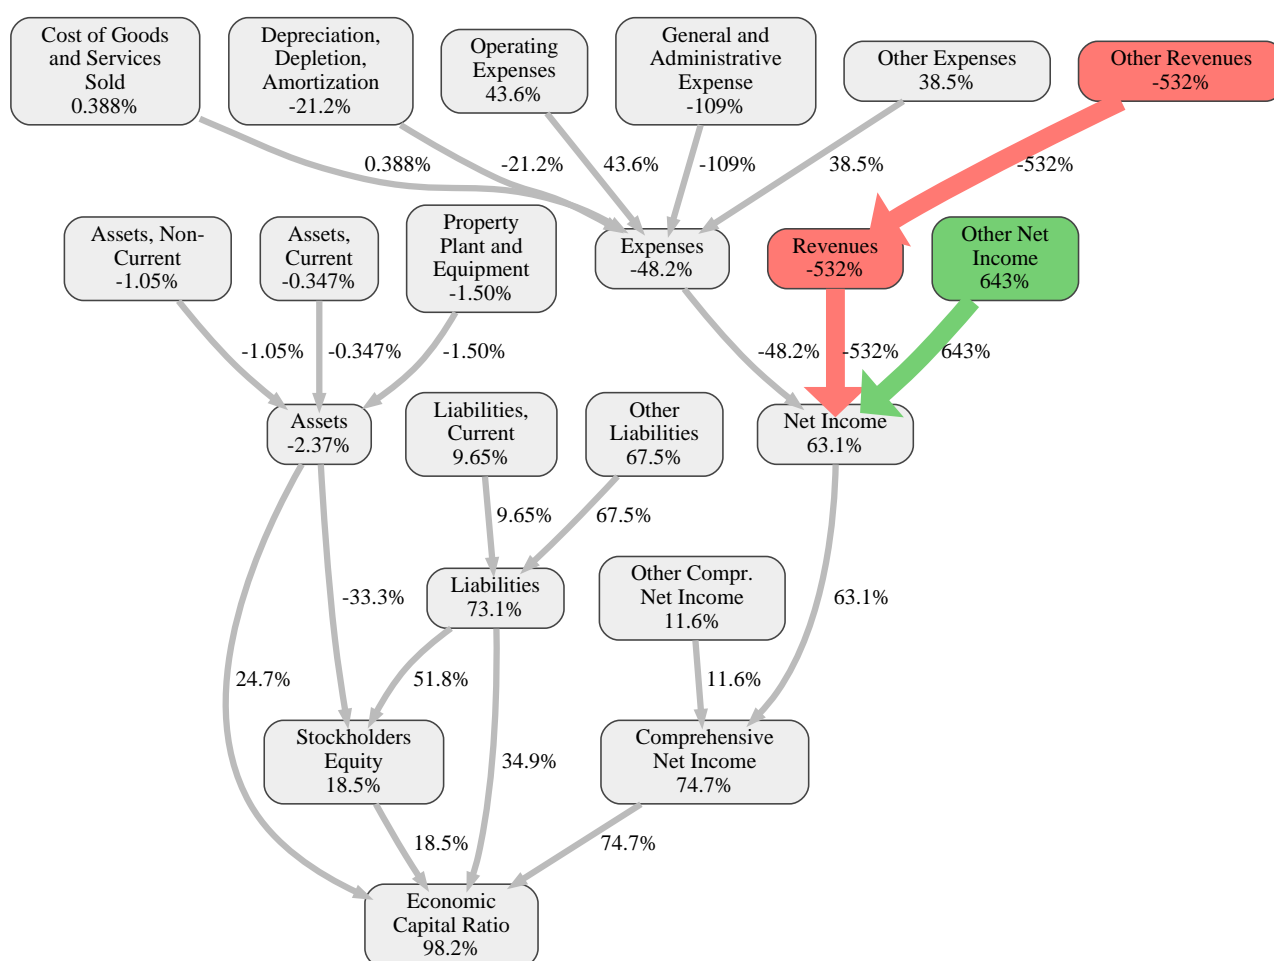 Cost of Goods
and Services
Sold
0.388%
Depreciation,
Depletion,
Amortization
-21.2%
Operating
Expenses
43.6%
General and
Administrative
Expense
-109%
Other Expenses
38.5%
Other Revenues
-532%
0.388%
-21.2%
43.6%
-109%
38.5%
-532%
Assets, Non-
Current
-1.05%
Assets,
Current
-0.347%
Property
Plant and
Equipment
-1.50%
Expenses
-48.2%
Revenues
-532%
Other Net
Income
643%
-1.05%
-0.347%
-1.50%
-48.2%
-532%
643%
Assets
-2.37%
Liabilities,
Current
9.65%
Other
Liabilities
67.5%
Net Income
63.1%
9.65%
67.5%
Liabilities
73.1%
Other Compr.
Net Income
11.6%
-33.3%
63.1%
24.7%
51.8%
11.6%
Stockholders
Equity
18.5%
34.9%
Comprehensive
Net Income
74.7%
18.5%
74.7%
Economic
Capital Ratio
98.2%